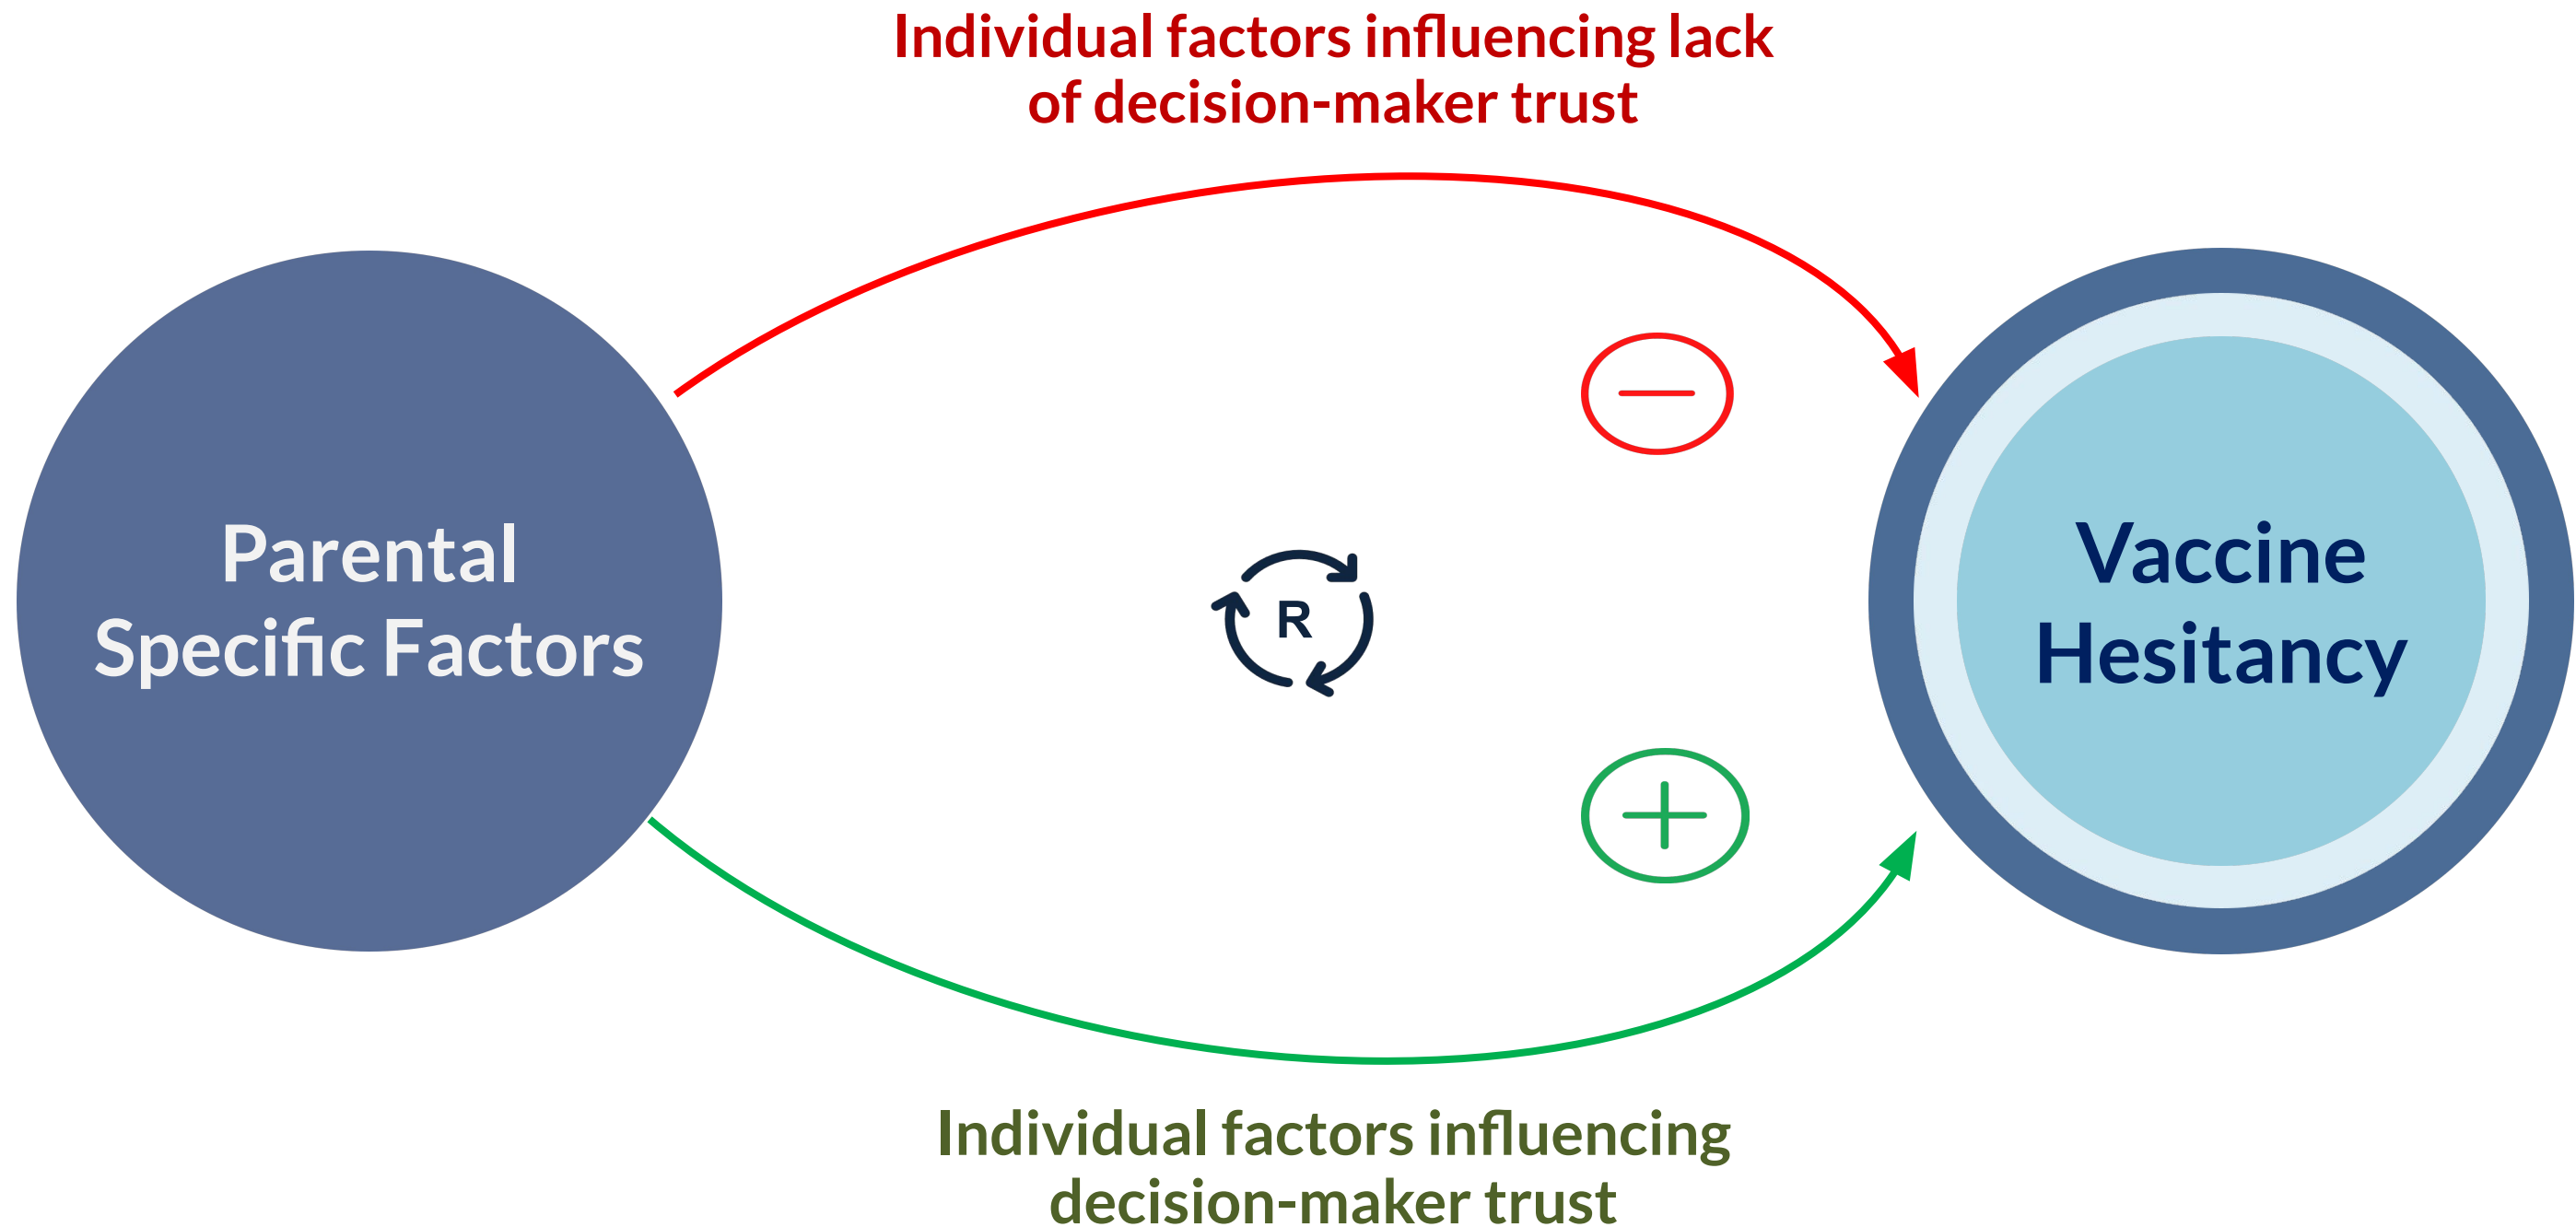 Individual factors influencing lack
of decision-maker trust
Parental
Specific Factors
R
Vaccine
Hesitancy
Individual factors influencing
decision-maker trust